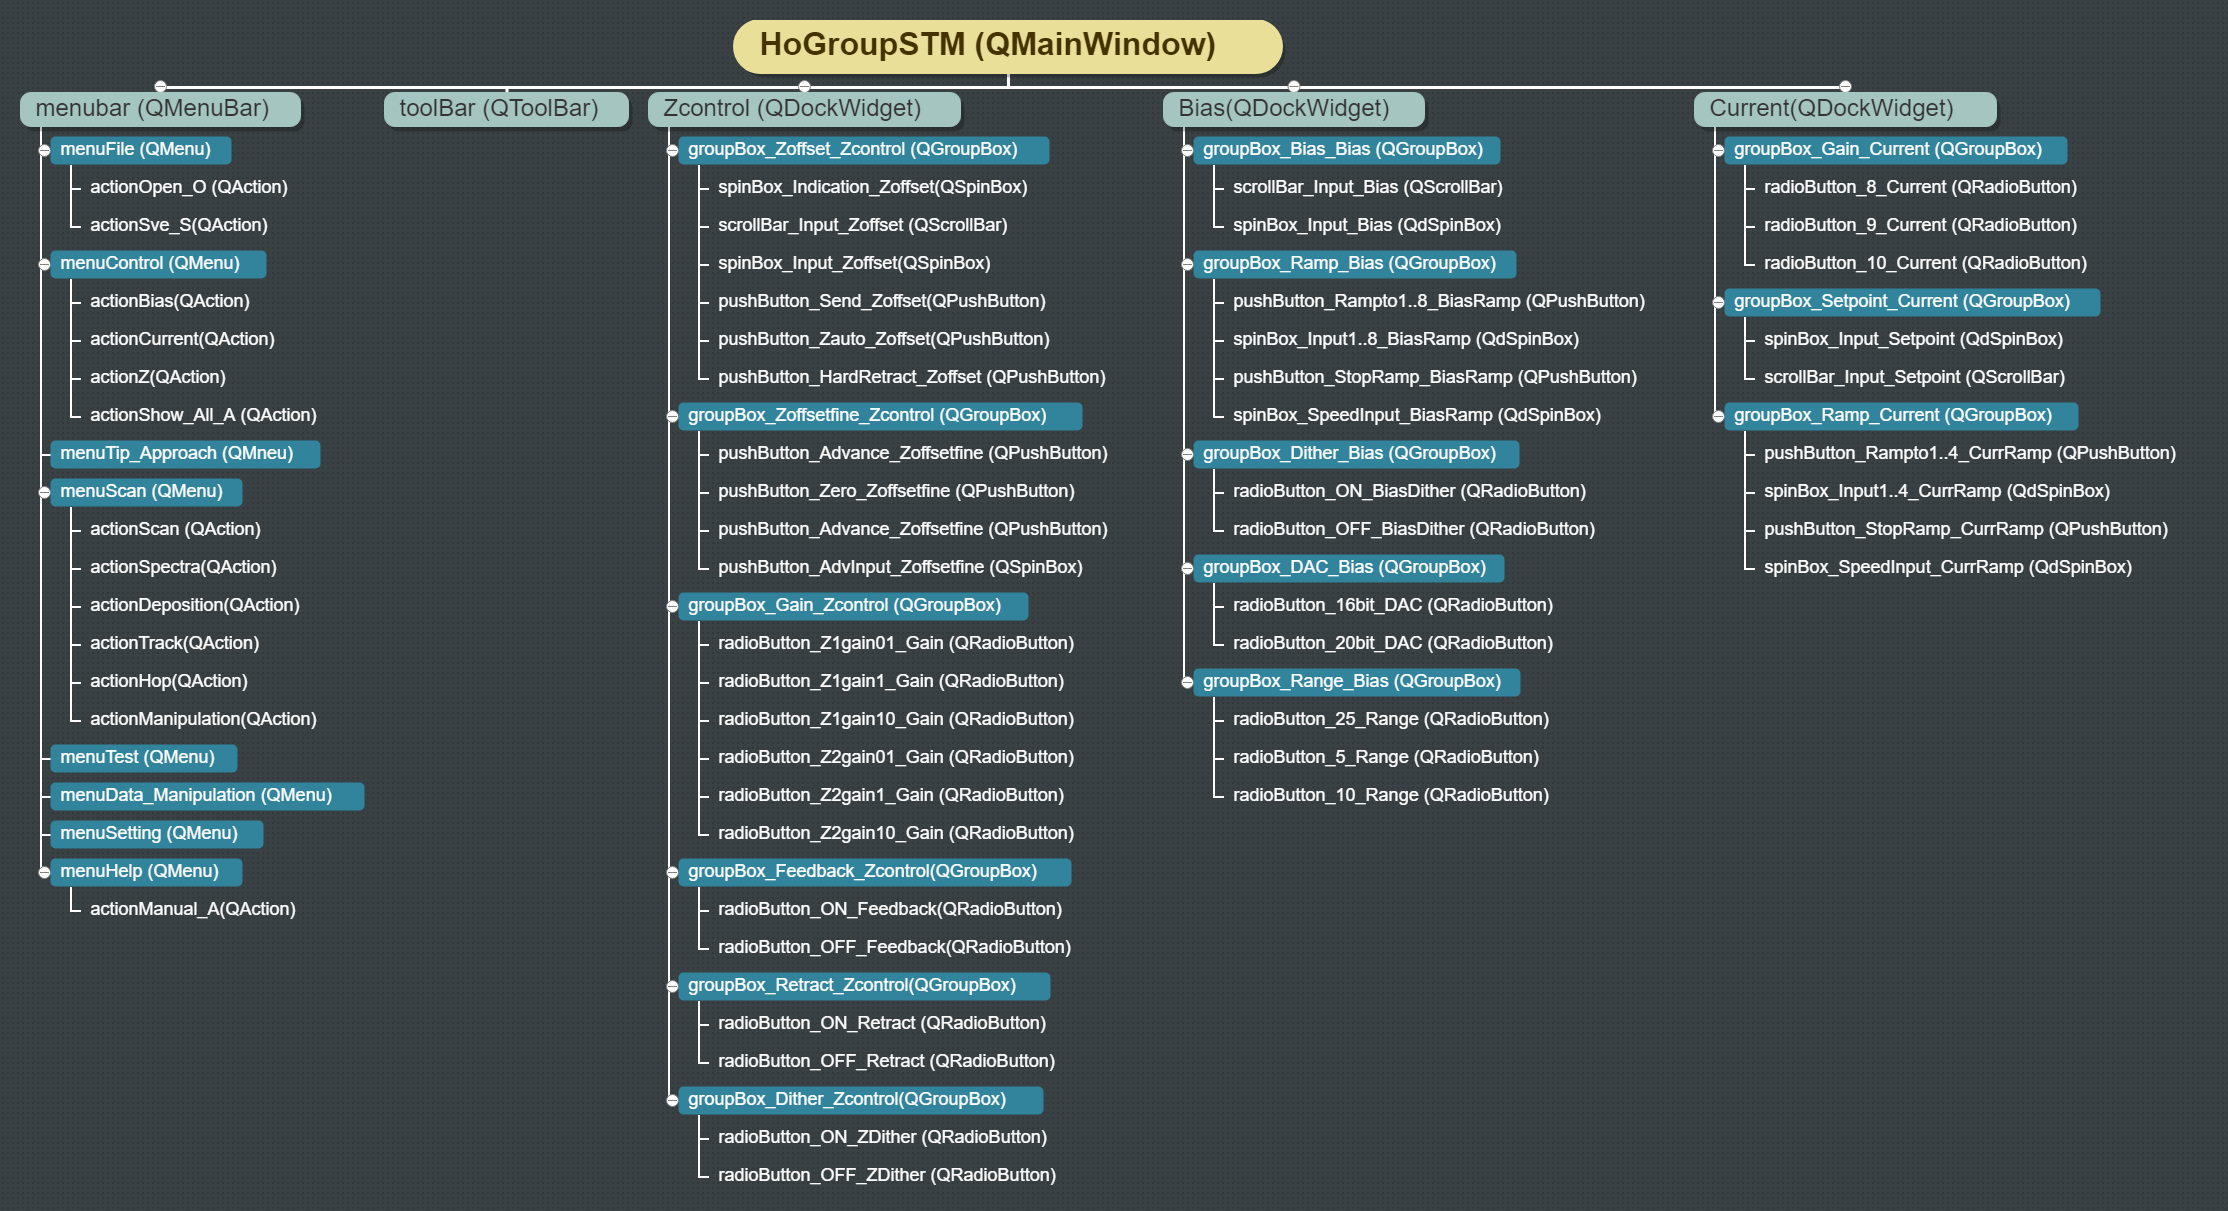 HoGroupSTM (QMainWindow)
menubar (QMenuBar)
menuFile (QMenu)
actionOpen_O (QAction)
actionSve_S(QAction)
menuControl (QMenu)
actionBias(QAction)
actionCurrent(QAction)
actionZ(QAction)
actionShow_All_A (QAction)
menuTip_Approach (QMneu)
menuScan (QMenu)
actionScan (QAction)
actionSpectra(QAction)
actionDeposition(QAction)
actionTrack(QAction)
actionHop(QAction)
actionManipulation(QAction)
menuTest (QMenu)
menuData_Manipulation (QMenu)
menuSetting (QMenu)
menuHelp (QMenu)
actionManual_A(QAction)
toolBar (QToolBar)
Zcontrol (QDockWidget)
groupBox_Zoffset_Zcontrol (QGroupBox)
spinBox_Indication_Zoffset(QSpinBox)
scrollBar_Input_Zoffset (QScrollBar)
spinBox_Input_Zoffset(QSpinBox)
pushButton_Send_Zoffset(QPushButton)
pushButton_Zauto_Zoffset(QPushButton)
pushButton_HardRetract_Zoffset (QPushButton)
groupBox_Zoffsetfine_Zcontrol (QGroupBox)
pushButton_Advance_Zoffsetfine (QPushButton)
pushButton_Zero_Zoffsetfine (QPushButton)
pushButton_Advance_Zoffsetfine (QPushButton)
pushButton_AdvInput_Zoffsetfine (QSpinBox)
groupBox_Gain_Zcontrol (QGroupBox)
radioButton_Z1gain01_Gain (QRadioButton)
radioButton_Z1gain1_Gain (QRadioButton)
radioButton_Z1gain10_Gain (QRadioButton)
radioButton_Z2gain01_Gain (QRadioButton)
radioButton_Z2gain1_Gain (QRadioButton)
radioButton_Z2gain10_Gain (QRadioButton)
groupBox_Feedback_Zcontrol(QGroupBox)
radioButton_ON_Feedback(QRadioButton)
radioButton_OFF_Feedback(QRadioButton)
groupBox_Retract_Zcontrol(QGroupBox)
radioButton_ON_Retract (QRadioButton)
radioButton_OFF_Retract (QRadioButton)
groupBox_Dither_Zcontrol(QGroupBox)
radioButton_ON_ZDither (QRadioButton)
radioButton_OFF_ZDither (QRadioButton)
Bias(QDockWidget)
groupBox_Bias_Bias (QGroupBox)
scrollBar_Input_Bias (QScrollBar)
spinBox_Input_Bias (QdSpinBox)
groupBox_Ramp_Bias (QGroupBox)
pushButton_Rampto1..8_BiasRamp (QPushButton)
spinBox_Input1..8_BiasRamp (QdSpinBox)
pushButton_StopRamp_BiasRamp (QPushButton)
spinBox_SpeedInput_BiasRamp (QdSpinBox)
groupBox_Dither_Bias (QGroupBox)
radioButton_ON_BiasDither (QRadioButton)
radioButton_OFF_BiasDither (QRadioButton)
groupBox_DAC_Bias (QGroupBox)
radioButton_16bit_DAC (QRadioButton)
radioButton_20bit_DAC (QRadioButton)
groupBox_Range_Bias (QGroupBox)
radioButton_25_Range (QRadioButton)
radioButton_5_Range (QRadioButton)
radioButton_10_Range (QRadioButton)
Current(QDockWidget)
groupBox_Gain_Current (QGroupBox)
radioButton_8_Current (QRadioButton)
radioButton_9_Current (QRadioButton)
radioButton_10_Current (QRadioButton)
groupBox_Setpoint_Current (QGroupBox)
spinBox_Input_Setpoint (QdSpinBox)
scrollBar_Input_Setpoint (QScrollBar)
groupBox_Ramp_Current (QGroupBox)
pushButton_Rampto1..4_CurrRamp (QPushButton)
spinBox_Input1..4_CurrRamp (QdSpinBox)
pushButton_StopRamp_CurrRamp (QPushButton)
spinBox_SpeedInput_CurrRamp (QdSpinBox)